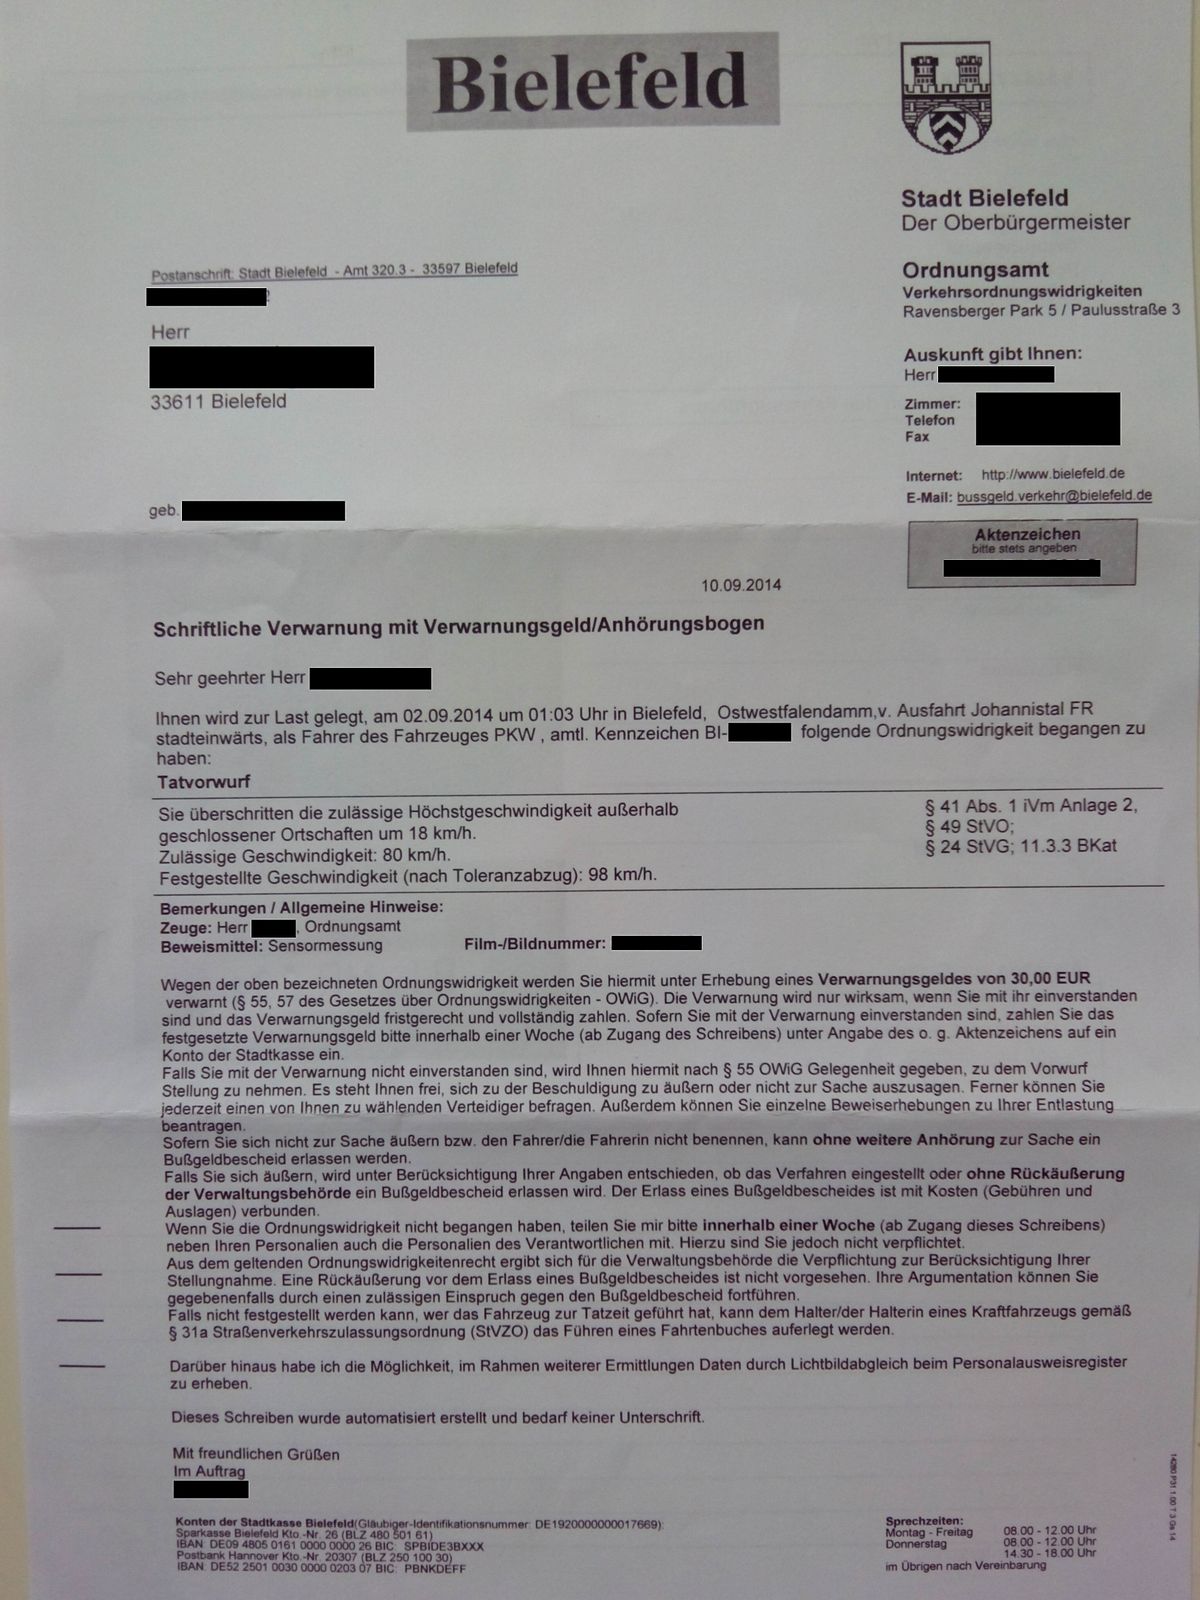 Bielefeld
Stadt Bielefeld
Der Oberbürgermeister
Postanschrift: Stadt Bielefeld - Amt 320.3 - 33597 Bielefeld
Herr
33611 Bielefeld
geb.
Ordnungsamt
Verkehrsordnungswidrigkeiten
Ravensberger Park 5 / Paulusstraße 3
Auskunft gibt Ihnen:
Herr
Zimmer:
Telefon
Fax
Internet: http://www.bielefeld.de
E-Mail: bussgeld.verkehr@bielefeld.de
Aktenzeichen
bitte stets angeben
10.09.2014
Schriftliche Verwarnung mit Verwarnungsgeld/Anhörungsbogen
Sehr geehrter Herr
Ihnen wird zur Last gelegt, am 02.09.2014 um 01:03 Uhr in Bielefeld, Ostwestfalendamm,v. Ausfahrt Johannistal FR
stadteinwärts, als Fahrer des Fahrzeuges PKW , amtl. Kennzeichen BI- folgende Ordnungswidrigkeit begangen zu
haben:
Tatvorwurf
Sie überschritten die zulässige Höchstgeschwindigkeit außerhalb
geschlossener Ortschaften um 18 km/h.
Zulässige Geschwindigkeit: 80 km/h.
Festgestellte Geschwindigkeit (nach Toleranzabzug): 98 km/h.
§ 41 Abs. 1 iVm Anlage 2,
§ 49 StVO;
§ 24 StVG; 11.3.3 BKat
Bemerkungen / Allgemeine Hinweise:
Zeuge: Herr , Ordnungsamt
Beweismittel: Sensormessung Film-/Bildnummer:
Wegen der oben bezeichneten Ordnungswidrigkeit werden Sie hiermit unter Erhebung eines Verwarnungsgeldes von 30,00 EUR
verwarnt (§ 55, 57 des Gesetzes über Ordnungswidrigkeiten - OWiG). Die Verwarnung wird nur wirksam, wenn Sie mit ihr einverstanden
sind und das Verwarnungsgeld fristgerecht und vollständig zahlen. Sofern Sie mit der Verwarnung einverstanden sind, zahlen Sie das
festgesetzte Verwarnungsgeld bitte innerhalb einer Woche (ab Zugang des Schreibens) unter Angabe des o. g. Aktenzeichens auf ein
Konto der Stadtkasse ein.
Falls Sie mit der Verwarnung nicht einverstanden sind, wird Ihnen hiermit nach § 55 OWiG Gelegenheit gegeben, zu dem Vorwurf
Stellung zu nehmen. Es steht Ihnen frei, sich zu der Beschuldigung zu äußern oder nicht zur Sache auszusagen. Ferner können Sie
jederzeit einen von Ihnen zu wählenden Verteidiger befragen. Außerdem können Sie einzelne Beweiserhebungen zu Ihrer Entlastung
beantragen.
Sofern Sie sich nicht zur Sache äußern bzw. den Fahrer/die Fahrerin nicht benennen, kann ohne weitere Anhörung zur Sache ein
Bußgeldbescheid erlassen werden.
Falls Sie sich äußern, wird unter Berücksichtigung Ihrer Angaben entschieden, ob das Verfahren eingestellt oder ohne Rückäußerung
der Verwaltungsbehörde ein Bußgeldbescheid erlassen wird. Der Erlass eines Bußgeldbescheides ist mit Kosten (Gebühren und
Auslagen) verbunden.
Wenn Sie die Ordnungswidrigkeit nicht begangen haben, teilen Sie mir bitte innerhalb einer Woche (ab Zugang dieses Schreibens)
neben Ihren Personalien auch die Personalien des Verantwortlichen mit. Hierzu sind Sie jedoch nicht verpflichtet.
Aus dem geltenden Ordnungswidrigkeitenrecht ergibt sich für die Verwaltungsbehörde die Verpflichtung zur Berücksichtigung Ihrer
Stellungnahme. Eine Rückäußerung vor dem Erlass eines Bußgeldbescheides ist nicht vorgesehen. Ihre Argumentation können Sie
gegebenenfalls durch einen zulässigen Einspruch gegen den Bußgeldbescheid fortführen.
Falls nicht festgestellt werden kann, wer das Fahrzeug zur Tatzeit geführt hat, kann dem Halter/der Halterin eines Kraftfahrzeugs gemäß
§ 31a Straßenverkehrszulassungsordnung (StVZO) das Führen eines Fahrtenbuches auferlegt werden.
Darüber hinaus habe ich die Möglichkeit, im Rahmen weiterer Ermittlungen Daten durch Lichtbildabgleich beim Personalausweisregister
zu erheben.
Dieses Schreiben wurde automatisiert erstellt und bedarf keiner Unterschrift.
Mit freundlichen Grüßen
Im Auftrag
Konten der Stadtkasse Bielefeld(Gläubiger-Identifikationsnummer: DE1920000000017669):
Sparkasse Bielefeld Kto.-Nr. 26 (BLZ 480 501 61)
IBAN: DE09 4805 0161 0000 0000 26 BIC: SPBIDE3BXXX
Postbank Hannover Kto.-Nr. 20307 (BLZ 250 100 30)
IBAN: DE52 2501 0030 0000 0203 07 BIC: PBNKDEFF
Sprechzeiten:
Montag - Freitag 08.00 - 12.00 Uhr
Donnerstag 08.00 - 12.00 Uhr
14.30 - 18.00 Uhr
im Übrigen nach Vereinbarung